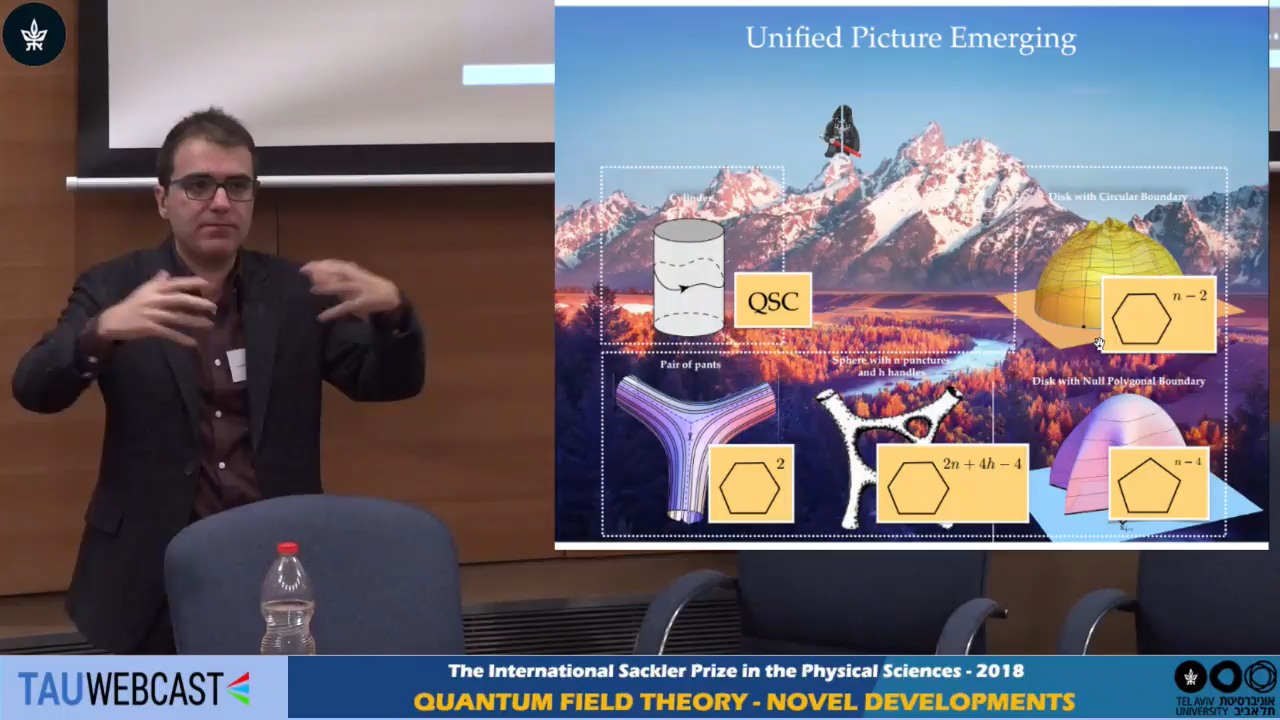 Unified Picture Emerging
Cylinder
Disk with Circular Boundary
QSC
n − 2
Pair of pants
Sphere with n punctures
and h handles
Disk with Null Polygonal Boundary
2
2n + 4h − 4
n − 4
TAUWEBCAST
The International Sackler Prize in the Physical Sciences - 2018
QUANTUM FIELD THEORY - NOVEL DEVELOPMENTS
TEL AVIV אוניברסיטת
UNIVERSITY תל אביב